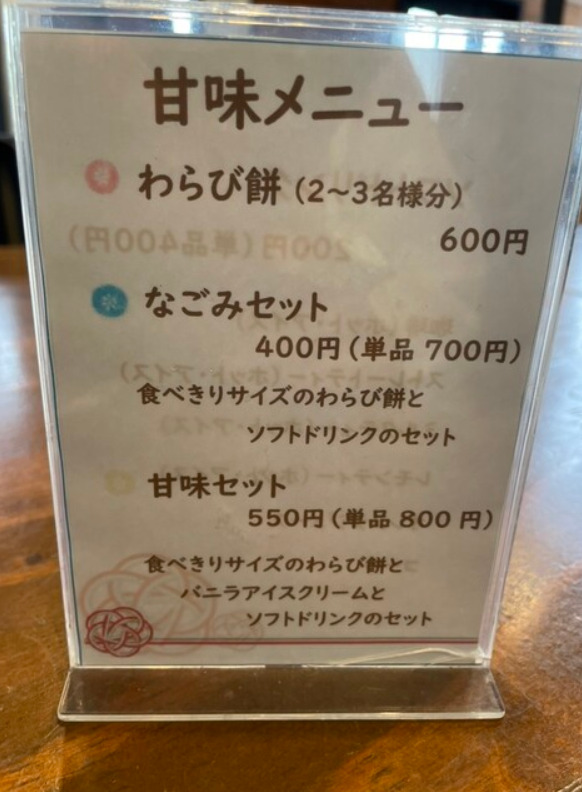 甘味メニュー
わらび餅（2～3名様分）
600円
なごみセット
400円（単品 700円）
食べきりサイズのわらび餅と
ソフトドリンクのセット
甘味セット
550円（単品 800 円）
食べきりサイズのわらび餅と
バニラアイスクリームと
ソフトドリンクのセット